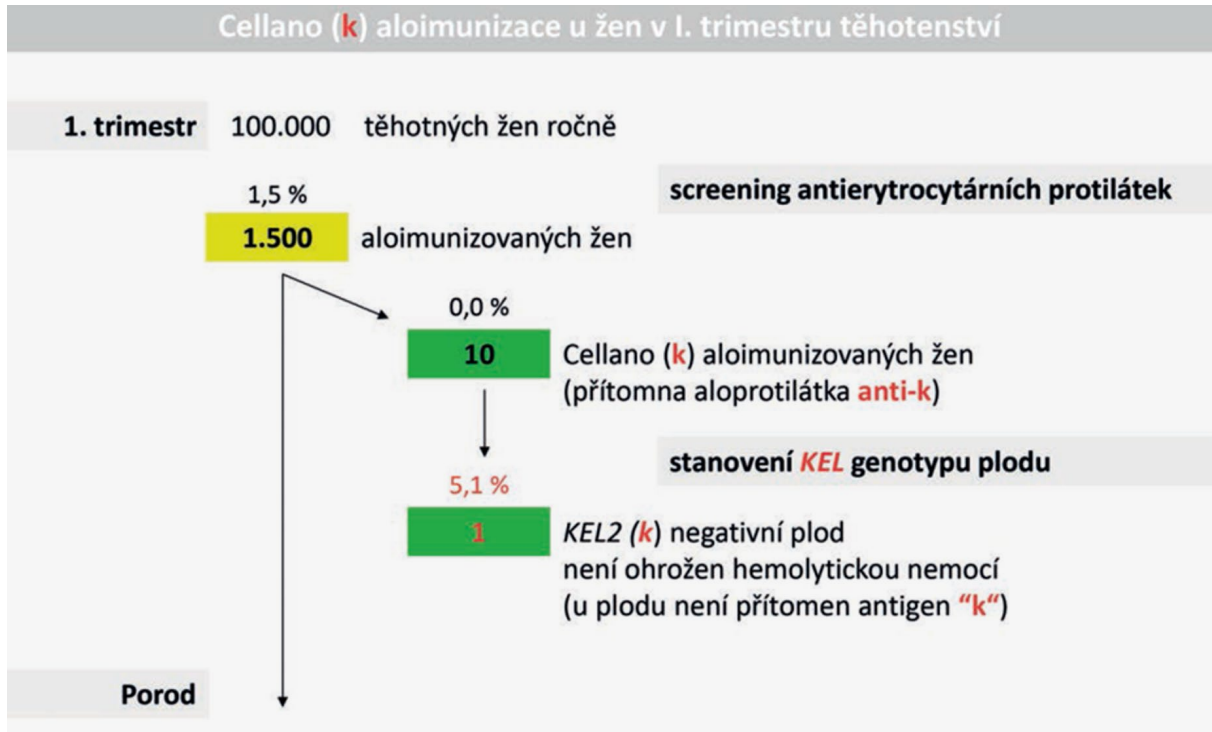 Cellano (k) aloimunizace u žen v I. trimestru těhotenství
1. trimestr 100.000 těhotných žen ročně
screening antierytrocytárních protilátek
1,5 %
1.500 aloimunizovaných žen
0,0 %
10 Cellano (k) aloimunizovaných žen
(přítomna aloprotilátka anti-k)
stanovení KEL genotypu plodu
5,1 %
1 KEL2 (k) negativní plod
není ohrožen hemolytickou nemocí
(u plodu není přítomen antigen “k“)
Porod